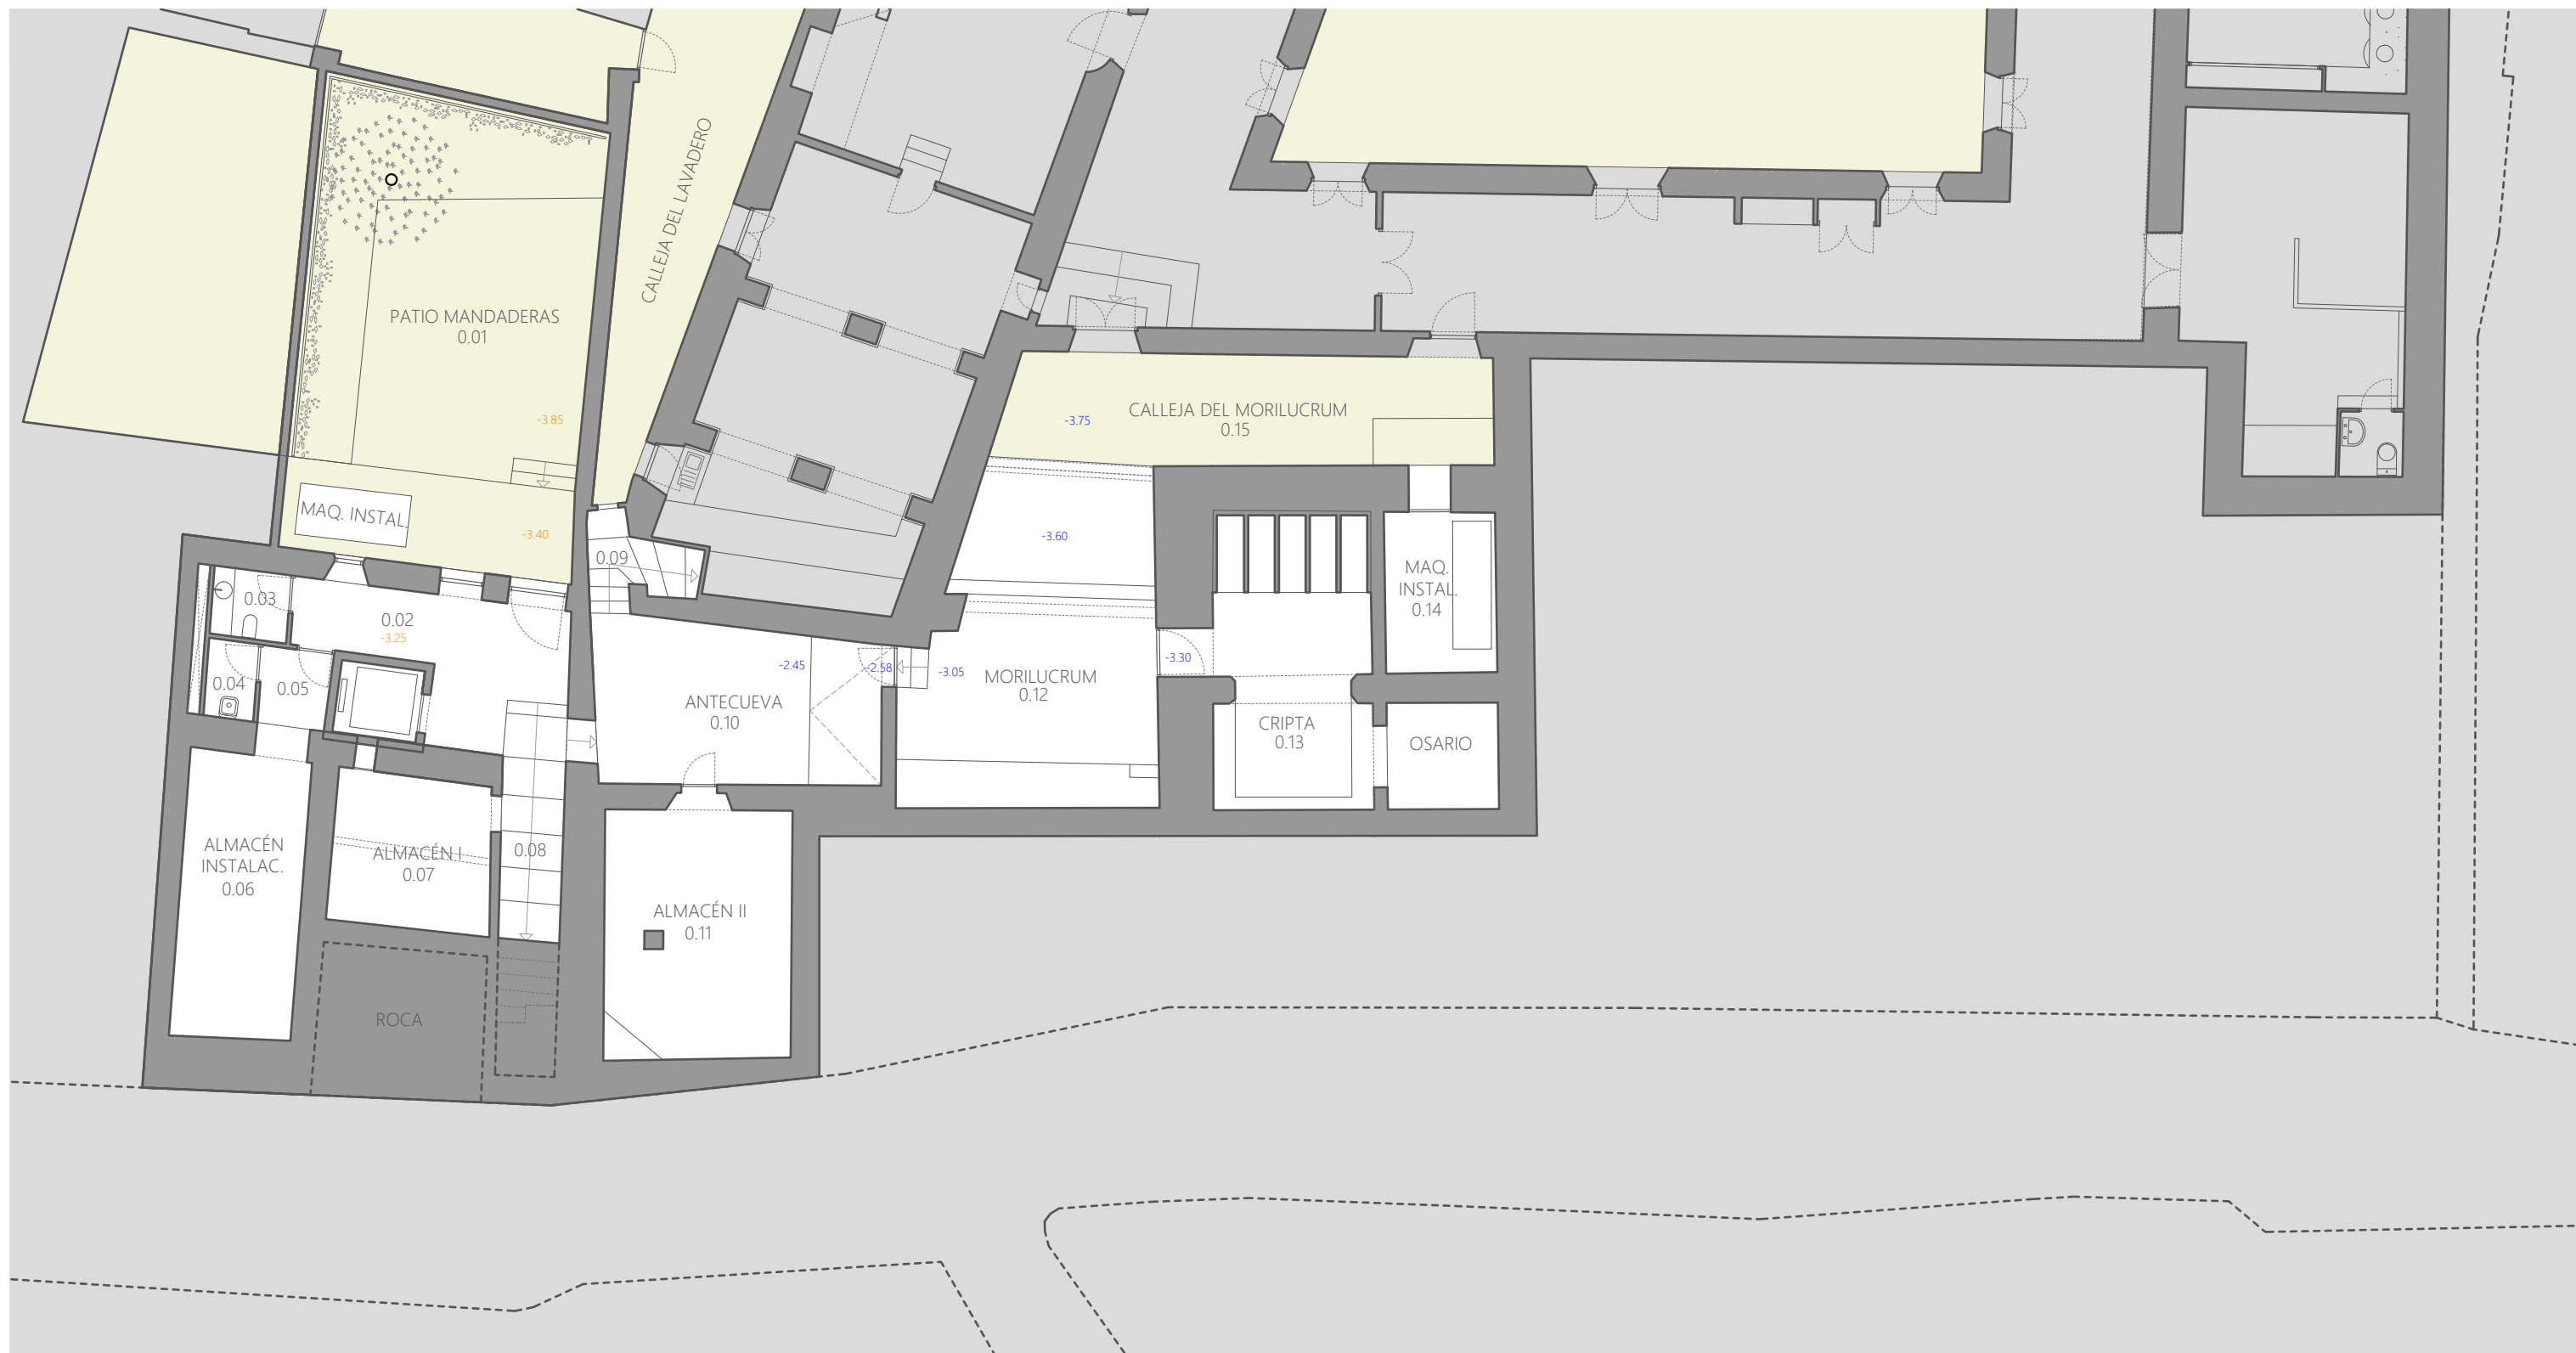 CALLEJA DEL LAVADERO
PATIO MANDADERAS
0.01
-3.85
MAQ. INSTAL.
-3.40
0.09
0.03
0.02
-3.25
0.04
0.05
ALMACÉN
INSTALAC.
0.06
ALMACÉN I
0.07
0.08
ROCA
ANTECUEVA
0.10
-2.45
-2.58
ALMACÉN II
0.11
-3.05
MORILUCRUM
0.12
-3.60
-3.75
CALLEJA DEL MORILUCRUM
0.15
-3.30
MAQ.
INSTAL.
0.14
CRIPTA
0.13
OSARIO